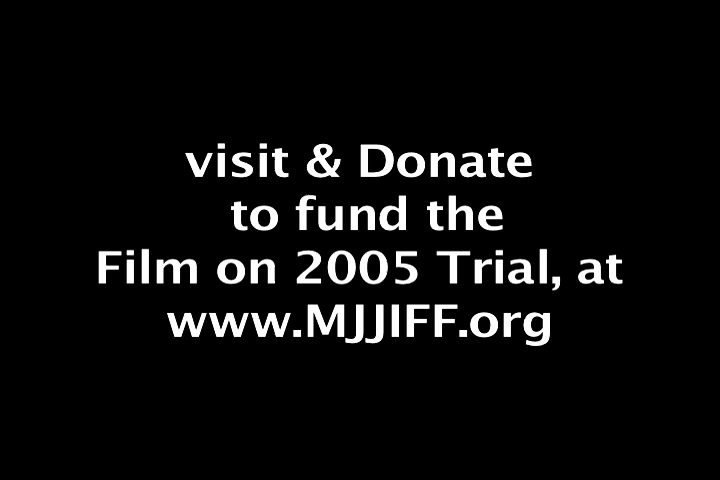 visit & Donate
to fund the
Film on 2005 Trial, at
www.MJJIFF.org